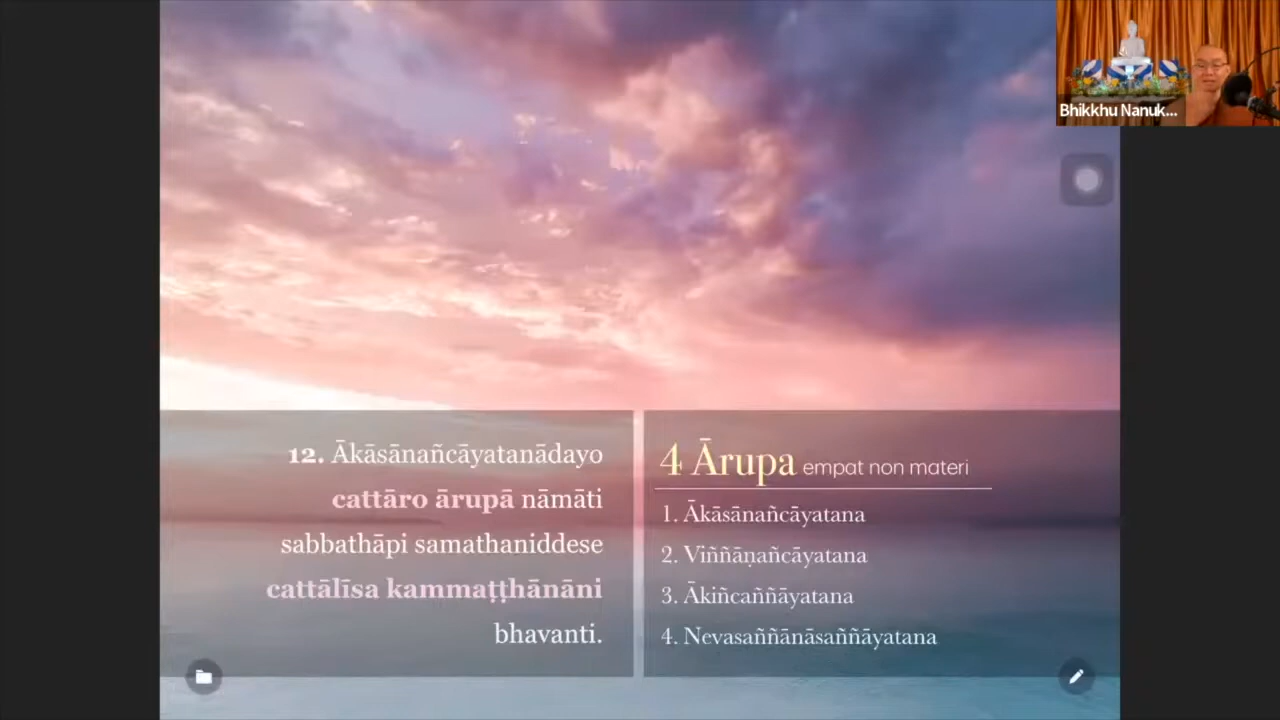 Bhikkhu Nanuk...
12. Ākāsānañcāyatanādayo
cattāro ārupā nāmāti
sabbathāpi samathaniddese
cattālīsa kammaṭṭhānāni
bhavanti.
4 Ārupa empat non materi
1. Ākāsānañcāyatana
2. Viññāṇañcāyatana
3. Ākiñcaññāyatana
4. Nevasaññānāsaññāyatana